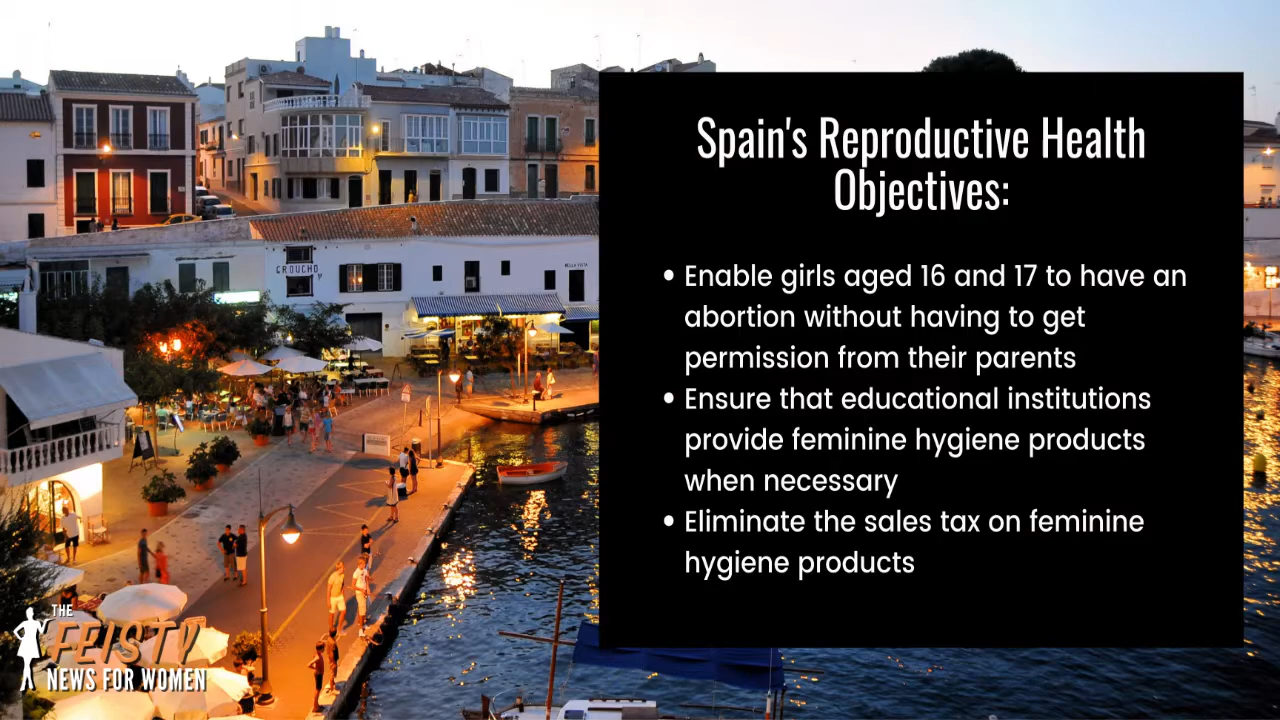 Spain's Reproductive Health
Objectives:
• Enable girls aged 16 and 17 to have an
abortion without having to get
permission from their parents
• Ensure that educational institutions
provide feminine hygiene products
when necessary
• Eliminate the sales tax on feminine
hygiene products
CROUCHO
BELLA VISTA
THE
FEISTY
NEWS FOR WOMEN